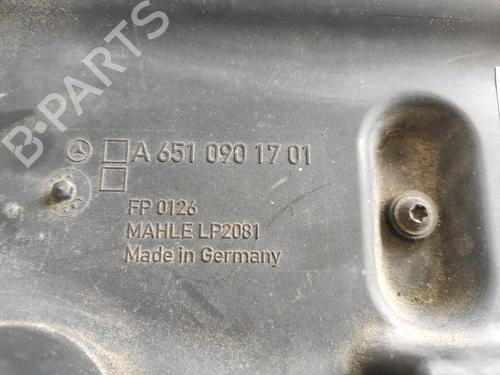 B-Parts
A 651 090 17 01
FP 0126
MAHLE LP2081
Made in Germany